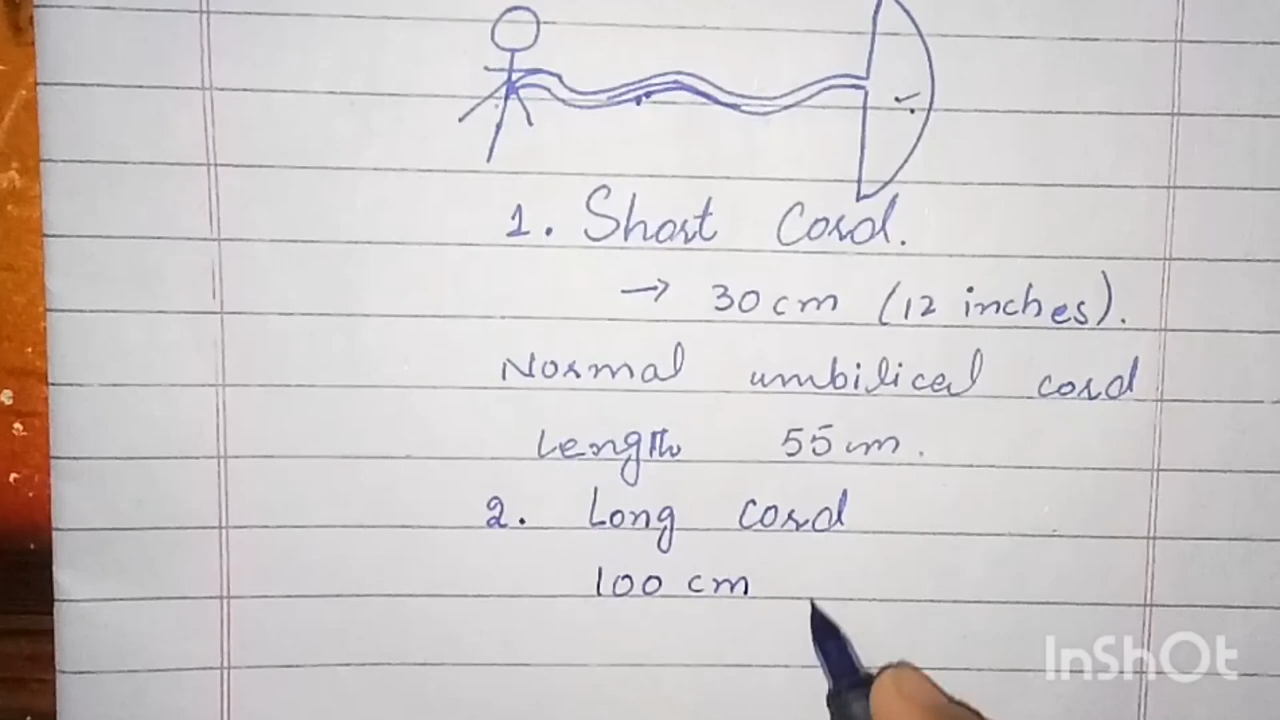 1. Short Cord.
→ 30 cm (12 inches).
Normal umbilical cord
Length 55 cm.
2. Long cord
100 cm
InShOt